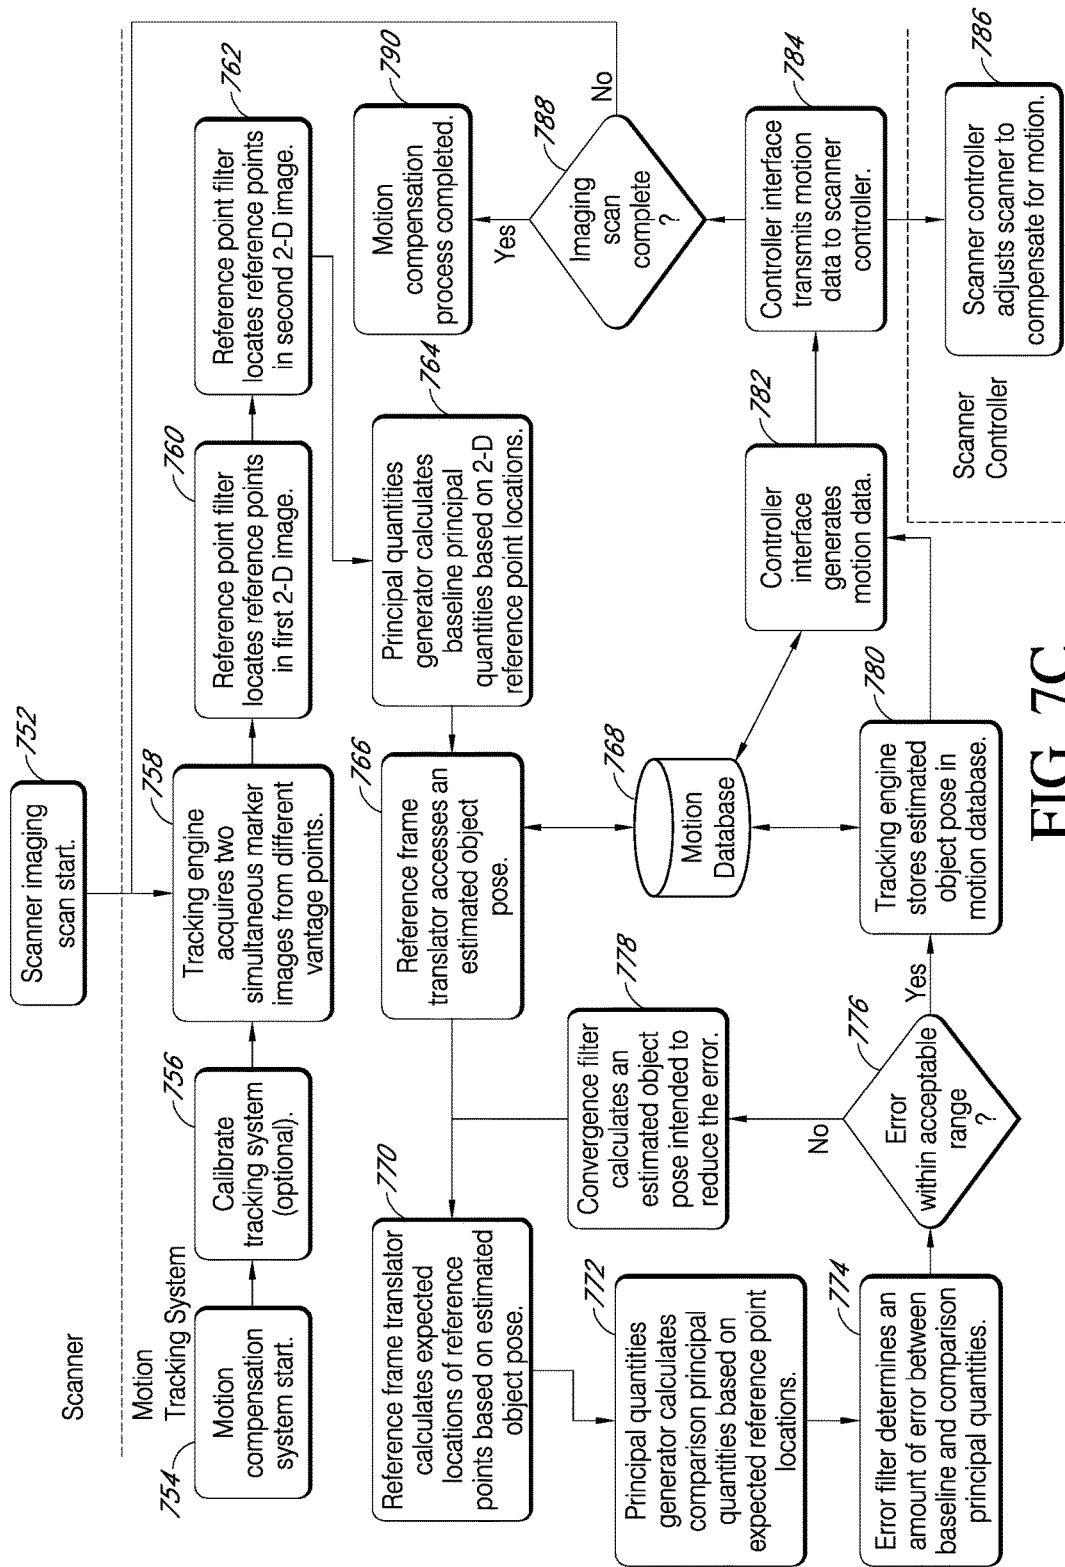 Scanner
752
Scanner imaging
scan start.
Motion
Tracking System
754
Motion
compensation
system start.
756
Calibrate
tracking system
(optional).
758
Tracking engine
acquires two
simultaneous marker
images from different
vantage points.
760
Reference point filter
locates reference points
in first 2-D image.
762
Reference point filter
locates reference points
in second 2-D image.
764
Principal quantities
generator calculates
baseline principal
quantities based on 2-D
reference point locations.
766
Reference frame
translator accesses an
estimated object
pose.
768
Motion
Database
770
Reference frame translator
calculates expected
locations of reference
points based on estimated
object pose.
772
Principal quantities
generator calculates
comparison principal
quantities based on
expected reference point
locations.
774
Error filter determines an
amount of error between
baseline and comparison
principal quantities.
776
Error
within acceptable
range
?
No
Yes
778
Convergence filter
calculates an
estimated object
pose intended to
reduce the error.
780
Tracking engine
stores estimated
object pose in
motion database.
782
Controller
interface
generates
motion data.
784
Controller interface
transmits motion
data to scanner
controller.
Scanner
Controller
786
Scanner controller
adjusts scanner to
compensate for motion.
788
Imaging
scan
complete
?
Yes
No
790
Motion
compensation
process completed.
FIG. 7C